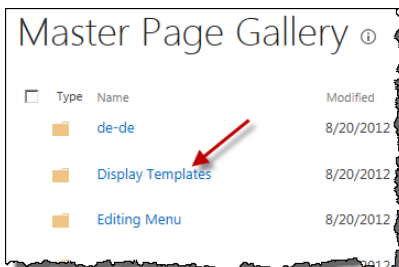 Master Page Gallery
Type Name Modified
de-de 8/20/2012
Display Templates 8/20/2012
Editing Menu 8/20/2012